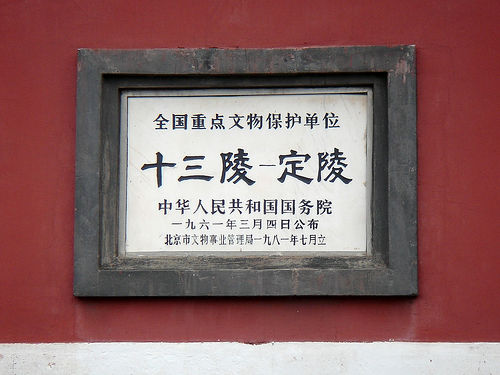 全国重点文物保护单位
十三陵—定陵
中华人民共和国国务院
一九六一年三月四日公布
北京市文物事业管理局一九八一年七月立